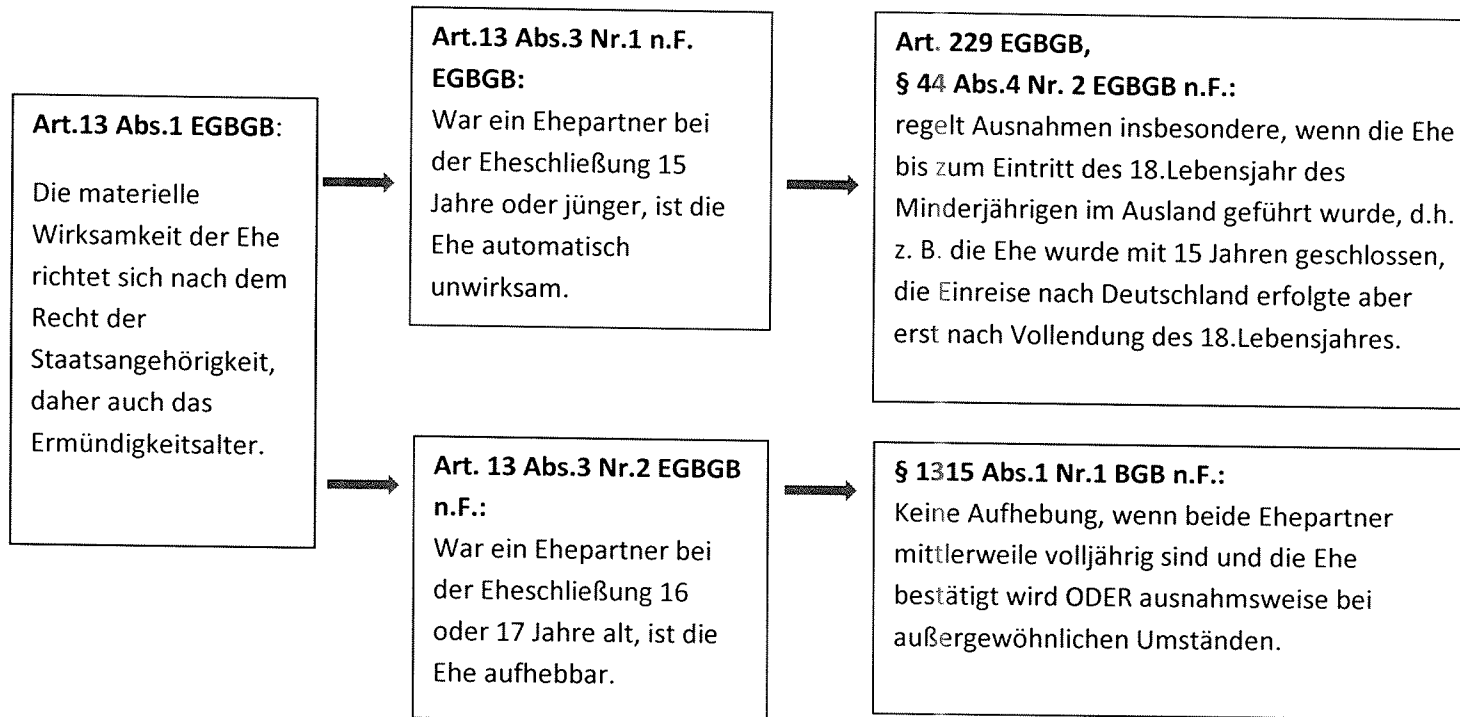 Art.13 Abs.1 EGBGB:
Die materielle
Wirksamkeit der Ehe
richtet sich nach dem
Recht der
Staatsangehörigkeit,
daher auch das
Ermündigkeitsalter.
Art.13 Abs.3 Nr.1 n.F.
EGBGB:
War ein Ehepartner bei
der Eheschließung 15
Jahre oder jünger, ist die
Ehe automatisch
unwirksam.
Art. 229 EGBGB,
§ 44 Abs.4 Nr. 2 EGBGB n.F.:
regelt Ausnahmen insbesondere, wenn die Ehe
bis zum Eintritt des 18.Lebensjahr des
Minderjährigen im Ausland geführt wurde, d.h.
z. B. die Ehe wurde mit 15 Jahren geschlossen,
die Einreise nach Deutschland erfolgte aber
erst nach Vollendung des 18.Lebensjahres.
Art. 13 Abs.3 Nr.2 EGBGB
n.F.:
War ein Ehepartner bei
der Eheschließung 16
oder 17 Jahre alt, ist die
Ehe aufhebbar.
§ 1315 Abs.1 Nr.1 BGB n.F.:
Keine Aufhebung, wenn beide Ehepartner
mittlerweile volljährig sind und die Ehe
bestätigt wird ODER ausnahmsweise bei
außergewöhnlichen Umständen.